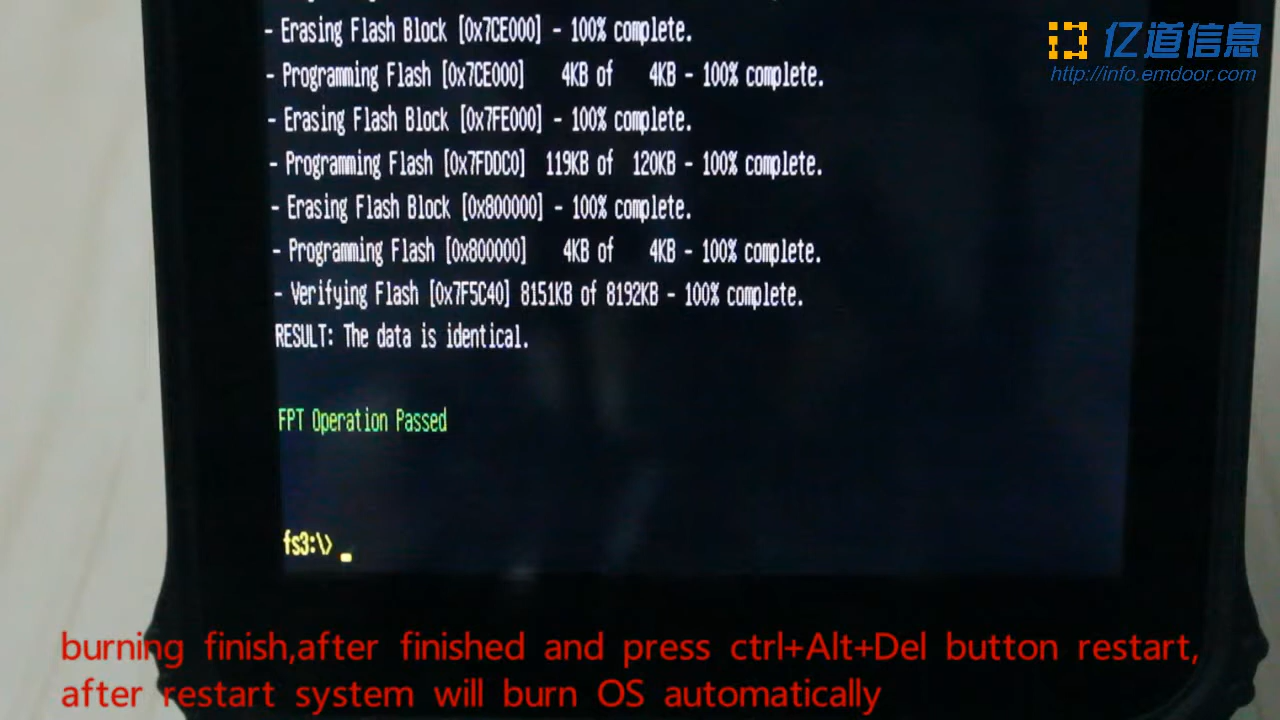 - Erasing Flash Block [0x7CE000] - 100% complete.
亿道信息
- Programming Flash [0x7CE000] 4KB of 4KB - 100% complete.
http://info.emdoor.com
- Erasing Flash Block [0x7FE000] - 100% complete.
- Programming Flash [0x7FDDC0] 119KB of 120KB - 100% complete.
- Erasing Flash Block [0x800000] - 100% complete.
- Programming Flash [0x800000] 4KB of 4KB - 100% complete.
- Verifying Flash [0x7F5C40] 8151KB of 8192KB - 100% complete.
RESULT: The data is identical.
FPT Operation Passed
fs3:\> _
burning finish,after finished and press ctrl+Alt+Del button restart,
after restart system will burn OS automatically